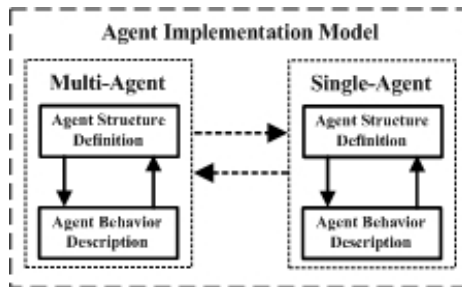 Agent Implementation Model
Multi-Agent
Agent Structure
Definition
Agent Behavior
Description
Single-Agent
Agent Structure
Definition
Agent Behavior
Description